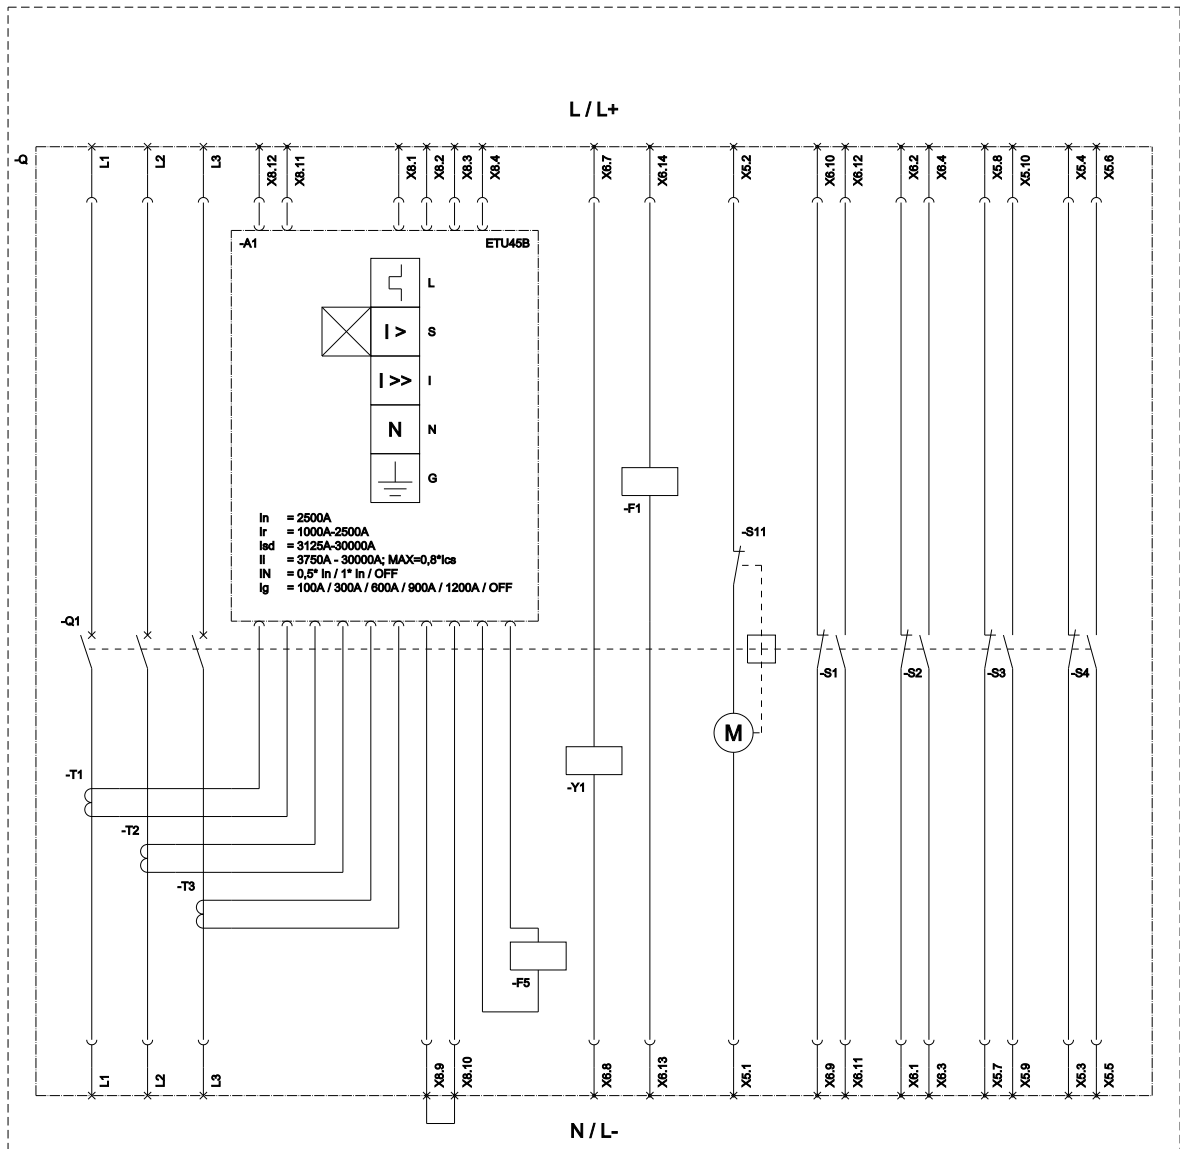 L / L+
-Q
L1
L2
L3
X8.12
X8.11
X8.1
X8.2
X8.3
X8.4
X6.7
X6.14
X5.2
X6.10
X6.12
X6.2
X6.4
X5.8
X5.10
X5.4
X5.6
-A1
ETU45B
L
I >
S
I >>
I
N
N
G
In = 2500A
Ir = 1000A-2500A
Isd = 3125A-30000A
Ii = 3750A - 30000A; MAX=0,8*Ics
IN = 0,5* In / 1* In / OFF
Ig = 100A / 300A / 600A / 900A / 1200A / OFF
-F1
-S11
-Q1
-S1
-S2
-S3
-S4
M
-T1
-Y1
-T2
-T3
-F5
L1
L2
L3
X8.9
X8.10
X6.8
X6.13
X5.1
X6.9
X6.11
X6.1
X6.3
X5.7
X5.9
X5.3
X5.5
N / L-